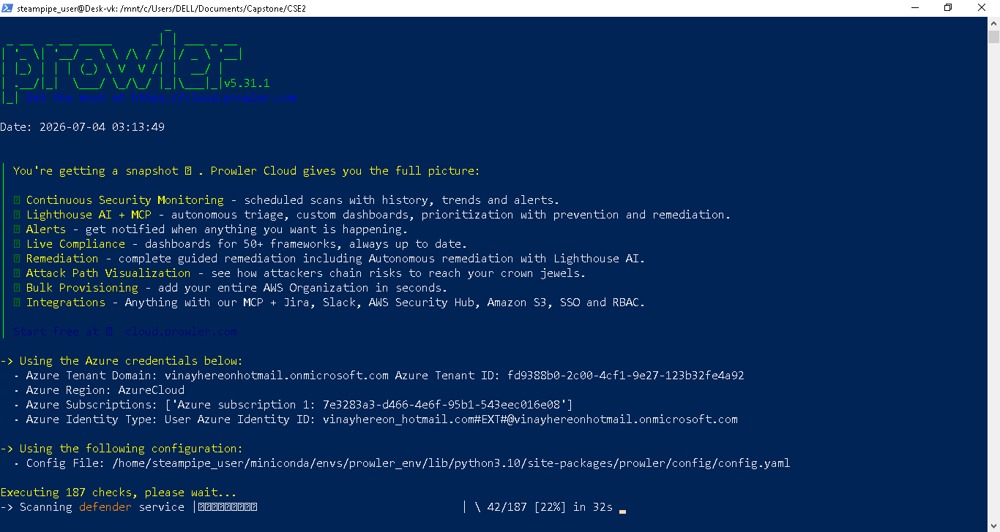 steampipe_user@Desk-vk: /mnt/c/Users/DELL/Documents/Capstone/CSE2
prowler v5.31.1
Get the most at https://cloud.prowler.com
Date: 2026-07-04 03:13:49
You're getting a snapshot . Prowler Cloud gives you the full picture:
Continuous Security Monitoring - scheduled scans with history, trends and alerts.
Lighthouse AI + MCP - autonomous triage, custom dashboards, prioritization with prevention and remediation.
Alerts - get notified when anything you want is happening.
Live Compliance - dashboards for 50+ frameworks, always up to date.
Remediation - complete guided remediation including Autonomous remediation with Lighthouse AI.
Attack Path Visualization - see how attackers chain risks to reach your crown jewels.
Bulk Provisioning - add your entire AWS Organization in seconds.
Integrations - Anything with our MCP + Jira, Slack, AWS Security Hub, Amazon S3, SSO and RBAC.
Start free at cloud.prowler.com
-> Using the Azure credentials below:
· Azure Tenant Domain: vinayhereonhotmail.onmicrosoft.com Azure Tenant ID: fd9388b0-2c00-4cf1-9e27-123b32fe4a92
· Azure Region: AzureCloud
· Azure Subscriptions: ['Azure subscription 1: 7e3283a3-d466-4e6f-95b1-543eec016e08']
· Azure Identity Type: User Azure Identity ID: vinayhereon_hotmail.com#EXT#@vinayhereonhotmail.onmicrosoft.com
-> Using the following configuration:
· Config File: /home/steampipe_user/miniconda/envs/prowler_env/lib/python3.10/site-packages/prowler/config/config.yaml
Executing 187 checks, please wait...
-> Scanning defender service | | \ 42/187 [22%] in 32s